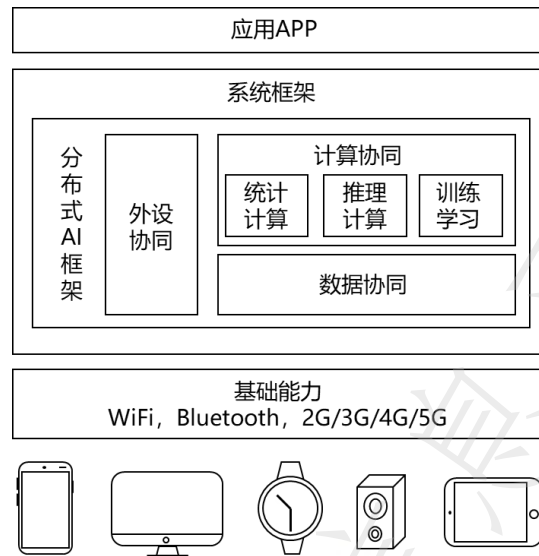 应用APP
系统框架
分
布
式
AI
框
架
外设
协同
计算协同
统计
计算
推理
计算
训练
学习
数据协同
基础能力
WiFi，Bluetooth，2G/3G/4G/5G